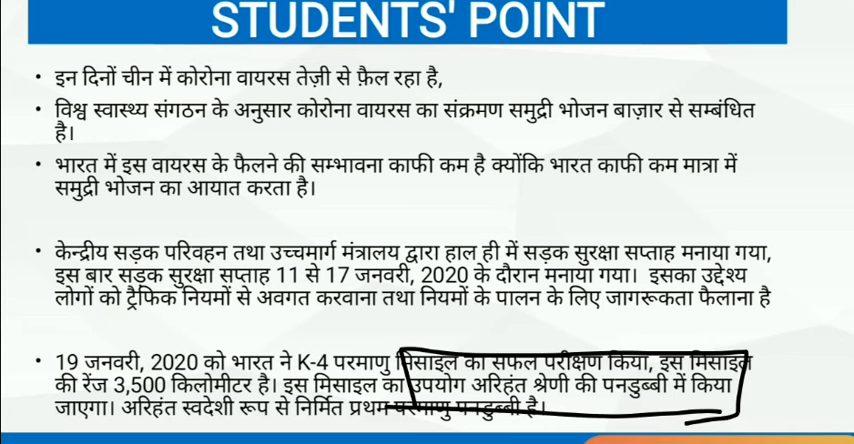 STUDENTS' POINT
• इन दिनों चीन में कोरोना वायरस तेज़ी से फ़ैल रहा है,
• विश्व स्वास्थ्य संगठन के अनुसार कोरोना वायरस का संक्रमण समुद्री भोजन बाज़ार से सम्बंधित
है।
• भारत में इस वायरस के फैलने की सम्भावना काफी कम है क्योंकि भारत काफी कम मात्रा में
समुद्री भोजन का आयात करता है।
• केन्द्रीय सड़क परिवहन तथा उच्चमार्ग मंत्रालय द्वारा हाल ही में सड़क सुरक्षा सप्ताह मनाया गया,
इस बार सड़क सुरक्षा सप्ताह 11 से 17 जनवरी, 2020 के दौरान मनाया गया। इसका उद्देश्य
लोगों को ट्रैफिक नियमों से अवगत करवाना तथा नियमों के पालन के लिए जागरूकता फैलाना है
• 19 जनवरी, 2020 को भारत ने K-4 परमाणु मिसाइल का सफल परीक्षण किया, इस मिसाइल
की रेंज 3,500 किलोमीटर है। इस मिसाइल का उपयोग अरिहंत श्रेणी की पनडुब्बी में किया
जाएगा। अरिहंत स्वदेशी रूप से निर्मित प्रथम परमाणु पनडुब्बी है।